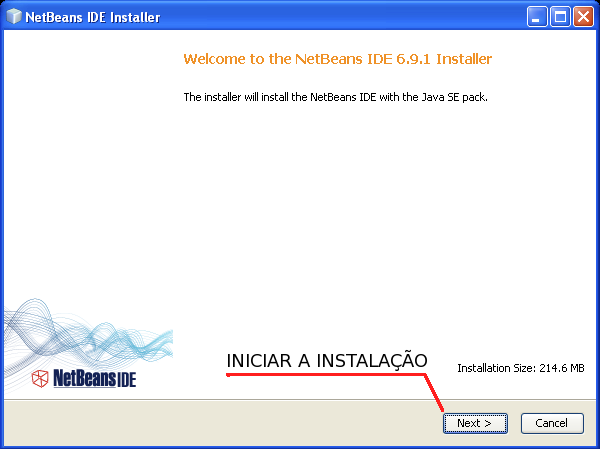 NetBeans IDE Installer
Welcome to the NetBeans IDE 6.9.1 Installer
The installer will install the NetBeans IDE with the Java SE pack.
INICIAR A INSTALAÇÃO
Installation Size: 214.6 MB
NetBeans IDE
Next >
Cancel